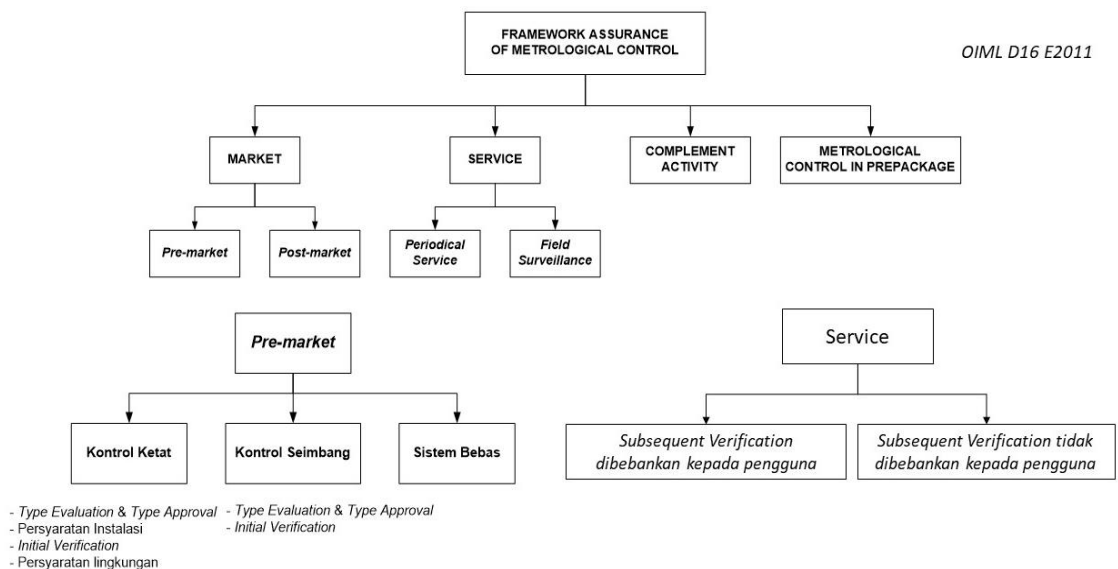 FRAMEWORK ASSURANCE
OF METROLOGICAL CONTROL
OIML D16 E2011
MARKET
SERVICE
COMPLEMENT
ACTIVITY
METROLOGICAL
CONTROL IN PREPACKAGE
Pre-market
Post-market
Periodical
Service
Field
Surveillance
Pre-market
Kontrol Ketat
Kontrol Seimbang
Sistem Bebas
- Type Evaluation & Type Approval
- Persyaratan Instalasi
- Initial Verification
- Persyaratan lingkungan
- Type Evaluation & Type Approval
- Initial Verification
Service
Subsequent Verification
dibebankan kepada pengguna
Subsequent Verification tidak
dibebankan kepada pengguna